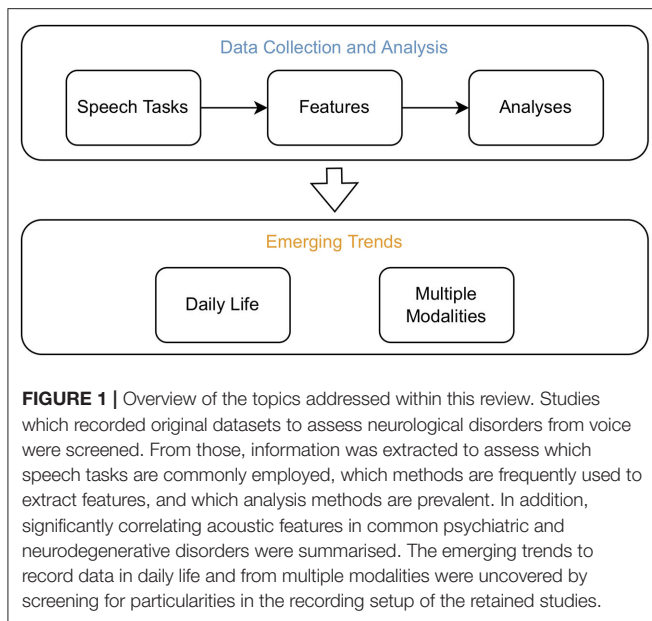 Data Collection and Analysis
Speech Tasks
Features
Analyses
Emerging Trends
Daily Life
Multiple
Modalities
FIGURE 1 | Overview of the topics addressed within this review. Studies
which recorded original datasets to assess neurological disorders from voice
were screened. From those, information was extracted to assess which
speech tasks are commonly employed, which methods are frequently used to
extract features, and which analysis methods are prevalent. In addition,
significantly correlating acoustic features in common psychiatric and
neurodegenerative disorders were summarised. The emerging trends to
record data in daily life and from multiple modalities were uncovered by
screening for particularities in the recording setup of the retained studies.